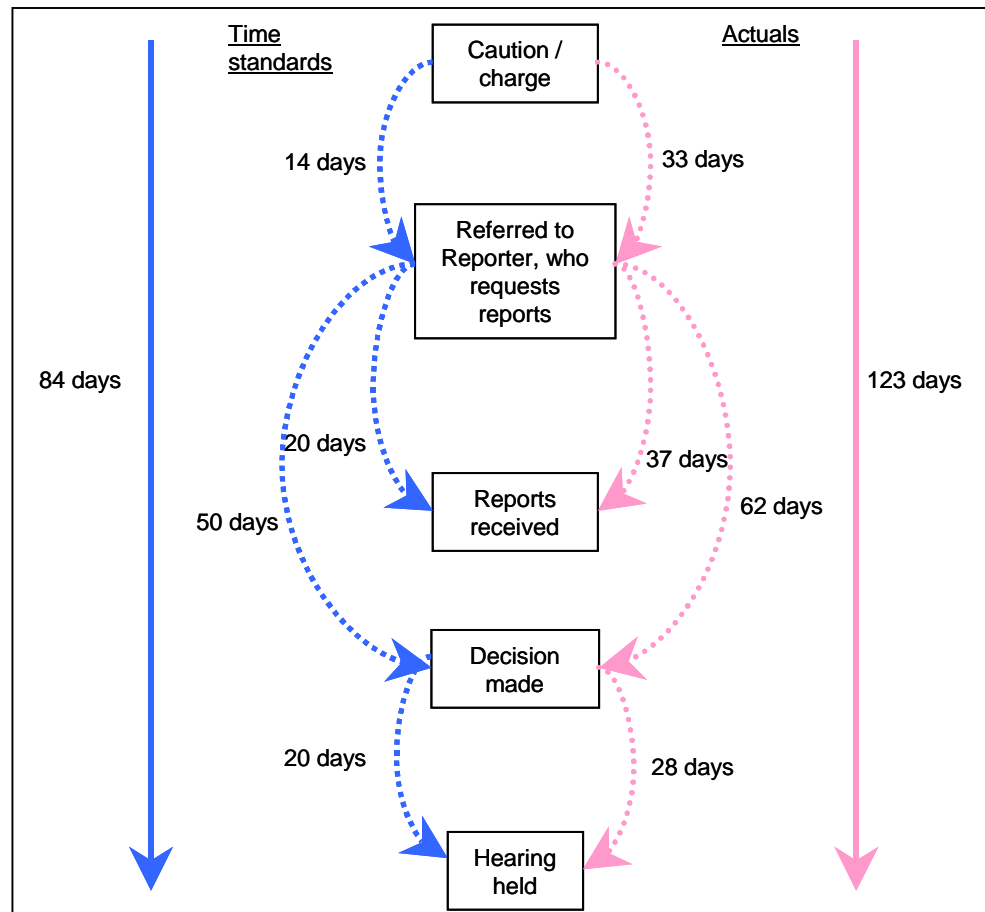 Time
standards
Caution /
charge
Actuals
14 days
33 days
Referred to
Reporter, who
requests
reports
84 days
123 days
20 days
37 days
Reports
received
50 days
62 days
Decision
made
20 days
28 days
Hearing
held